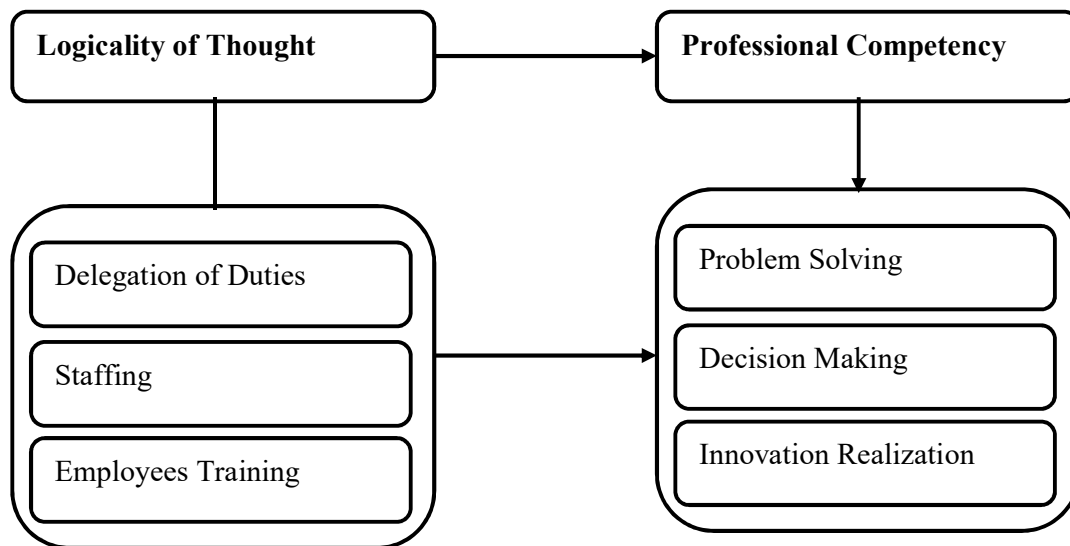 Logicality of Thought
Professional Competency
Delegation of Duties
Staffing
Employees Training
Problem Solving
Decision Making
Innovation Realization